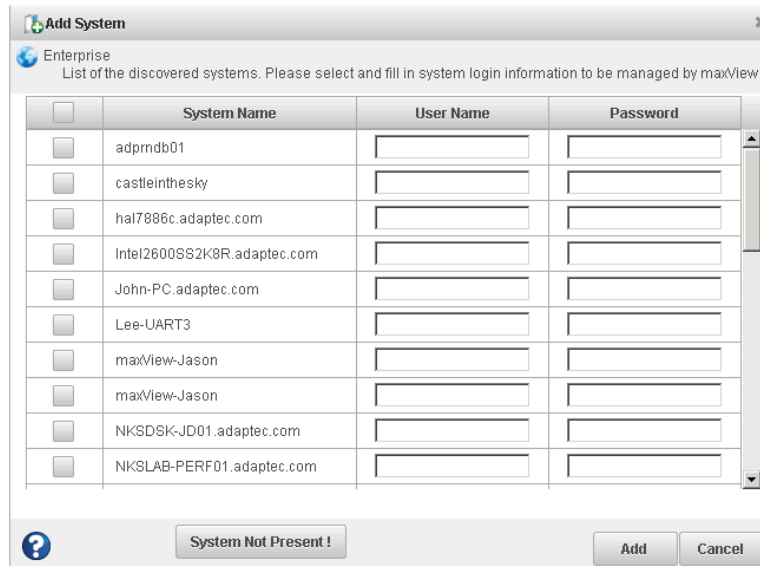 Add System
Enterprise
List of the discovered systems. Please select and fill in system login information to be managed by maxView
System Name User Name Password
adprndb01
castleinthesky
hal7886c.adaptec.com
Intel2600SS2K8R.adaptec.com
John-PC.adaptec.com
Lee-UART3
maxView-Jason
maxView-Jason
NKSDSK-JD01.adaptec.com
NKSLAB-PERF01.adaptec.com
? System Not Present ! Add Cancel